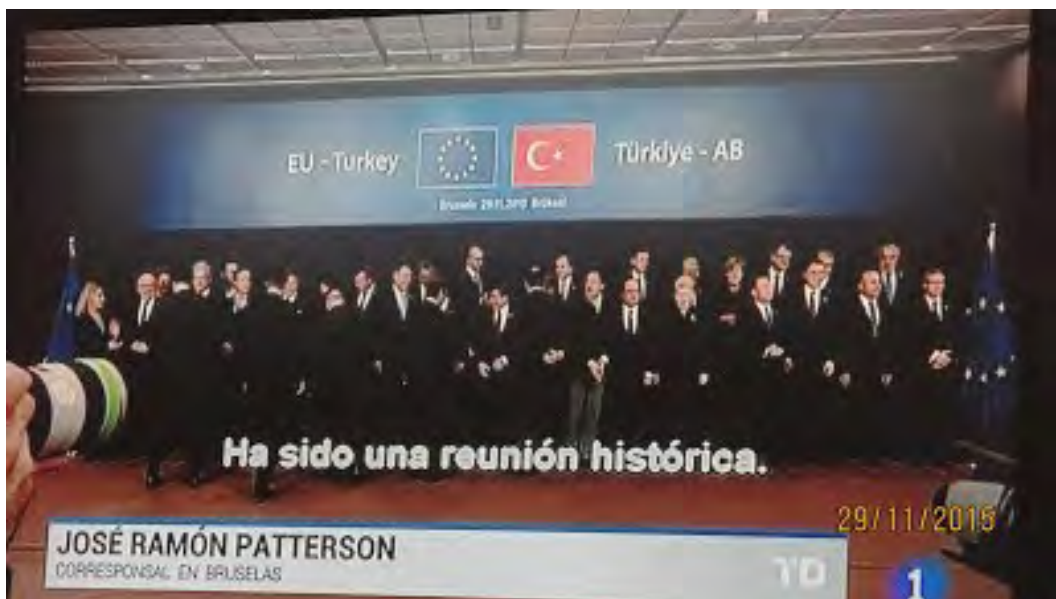 EU - Turkey
Türkiye - AB
Ha sido una reunión histórica.
29/11/2015
JOSÉ RAMÓN PATTERSON
CORRESPONSAL EN BRUSELAS
TD
1